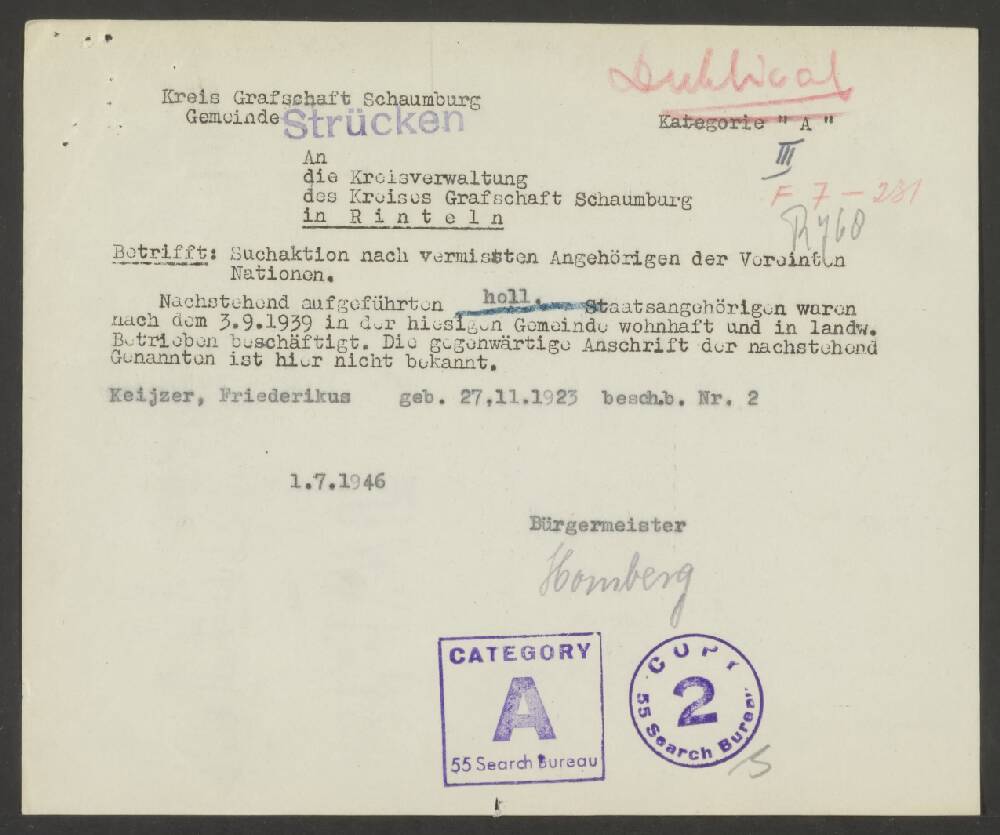 Dublicat
Kreis Grafschaft Schaumburg
Gemeinde Strücken
Kategorie " A "
III
An
die Kreisverwaltung
des Kreises Grafschaft Schaumburg
in R i n t e l n
F 7 - 281
Betrifft: Suchaktion nach vermissten Angehörigen der Vereinten
Nationen.
Nachstehend aufgeführten holl. Staatsangehörigen waren
nach dem 3.9.1939 in der hiesigen Gemeinde wohnhaft und in landw.
Betrieben beschäftigt. Die gegenwärtige Anschrift der nachstehend
Genannten ist hier nicht bekannt.
Keijzer, Friederikus geb. 27.11.1923 besch.b. Nr. 2
1.7.1946
Bürgermeister
Homberg
CATEGORY
A
55 Search Bureau
COPY
2
55 Search Bureau